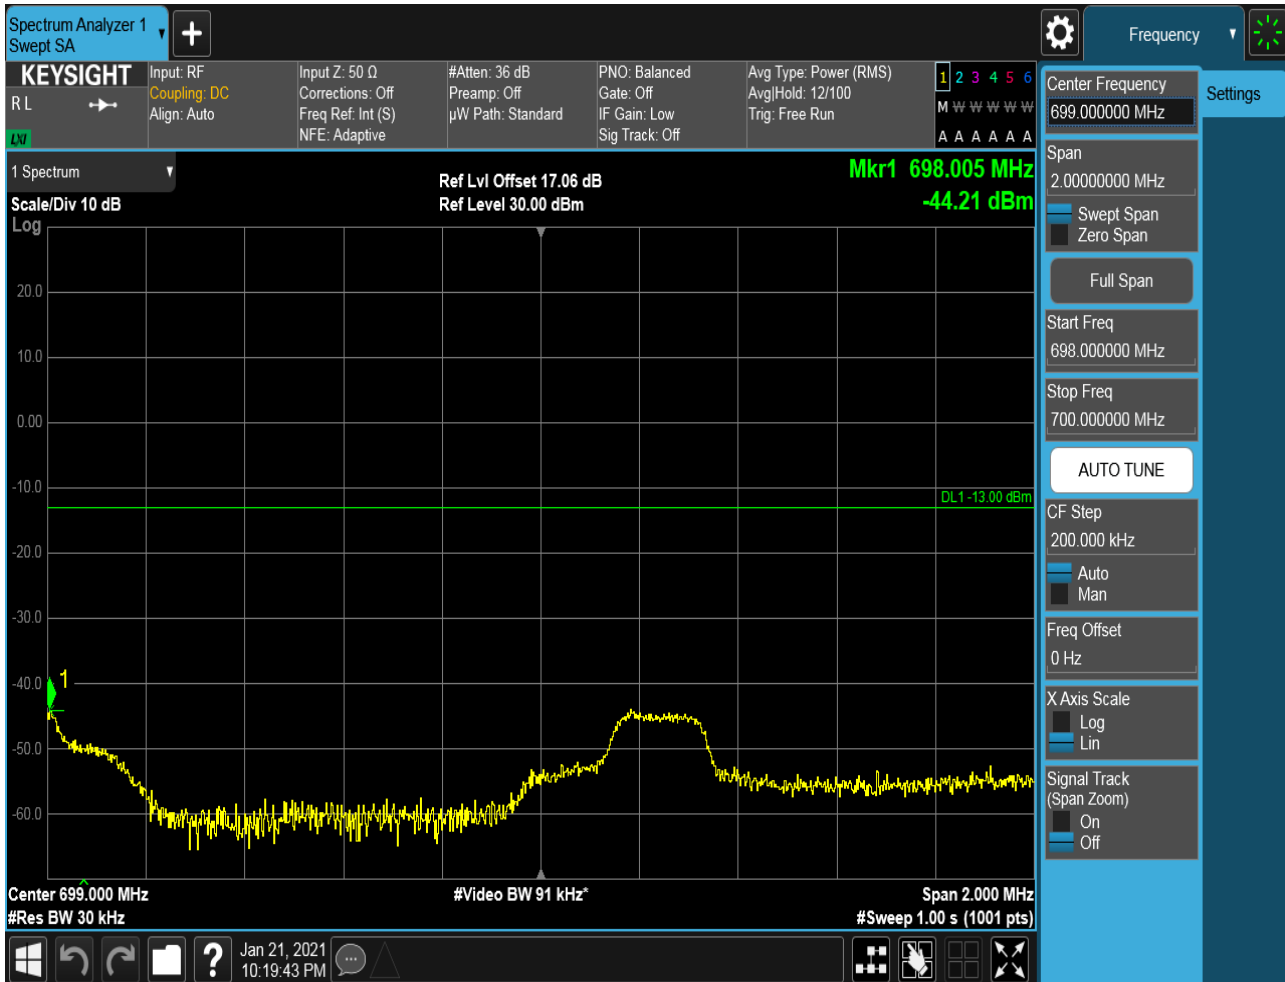 Spectrum Analyzer 1
Swept SA
Frequency
KEYSIGHT
R L
LXI
Input: RF
Coupling: DC
Align: Auto
Input Z: 50 Ω
Corrections: Off
Freq Ref: Int (S)
NFE: Adaptive
#Atten: 36 dB
Preamp: Off
µW Path: Standard
PNO: Balanced
Gate: Off
IF Gain: Low
Sig Track: Off
Avg Type: Power (RMS)
Avg|Hold: 12/100
Trig: Free Run
1 2 3 4 5 6
M W W W W W
A A A A A A
1 Spectrum
Scale/Div 10 dB
Log
Ref Lvl Offset 17.06 dB
Ref Level 30.00 dBm
Mkr1 698.005 MHz
-44.21 dBm
20.0
10.0
0.00
-10.0
DL1 -13.00 dBm
-20.0
-30.0
-40.0
1
-50.0
-60.0
Center 699.000 MHz
#Video BW 91 kHz*
Span 2.000 MHz
#Res BW 30 kHz
#Sweep 1.00 s (1001 pts)
?
Jan 21, 2021
10:19:43 PM
Center Frequency
699.000000 MHz
Settings
Span
2.00000000 MHz
Swept Span
Zero Span
Full Span
Start Freq
698.000000 MHz
Stop Freq
700.000000 MHz
AUTO TUNE
CF Step
200.000 kHz
Auto
Man
Freq Offset
0 Hz
X Axis Scale
Log
Lin
Signal Track
(Span Zoom)
On
Off